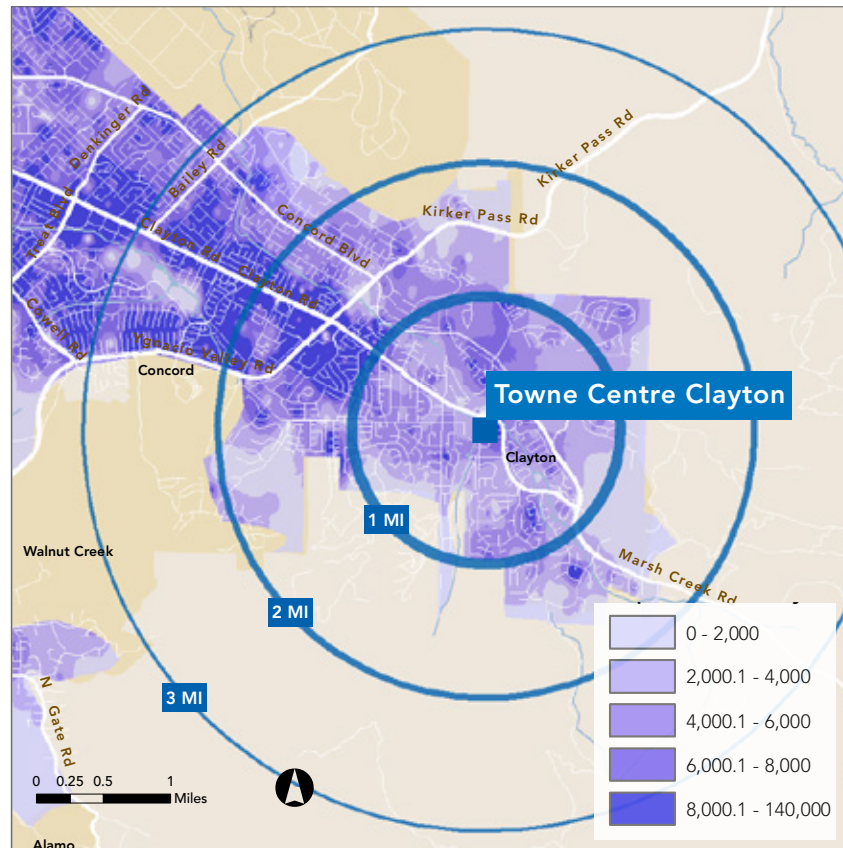 Denkinger Rd
Bailey Rd
Kirker Pass Rd
Kirker Pass Rd
Treat Blvd
Concord Blvd
Clayton Rd
Clayton Rd
Cowell Rd
Ygnacio Valley Rd
Concord
Towne Centre Clayton
Clayton
1 MI
Walnut Creek
Marsh Creek Rd
2 MI
3 MI
N Gate Rd
0 - 2,000
2,000.1 - 4,000
4,000.1 - 6,000
6,000.1 - 8,000
8,000.1 - 140,000
0 0.25 0.5 1
Miles
Alamo